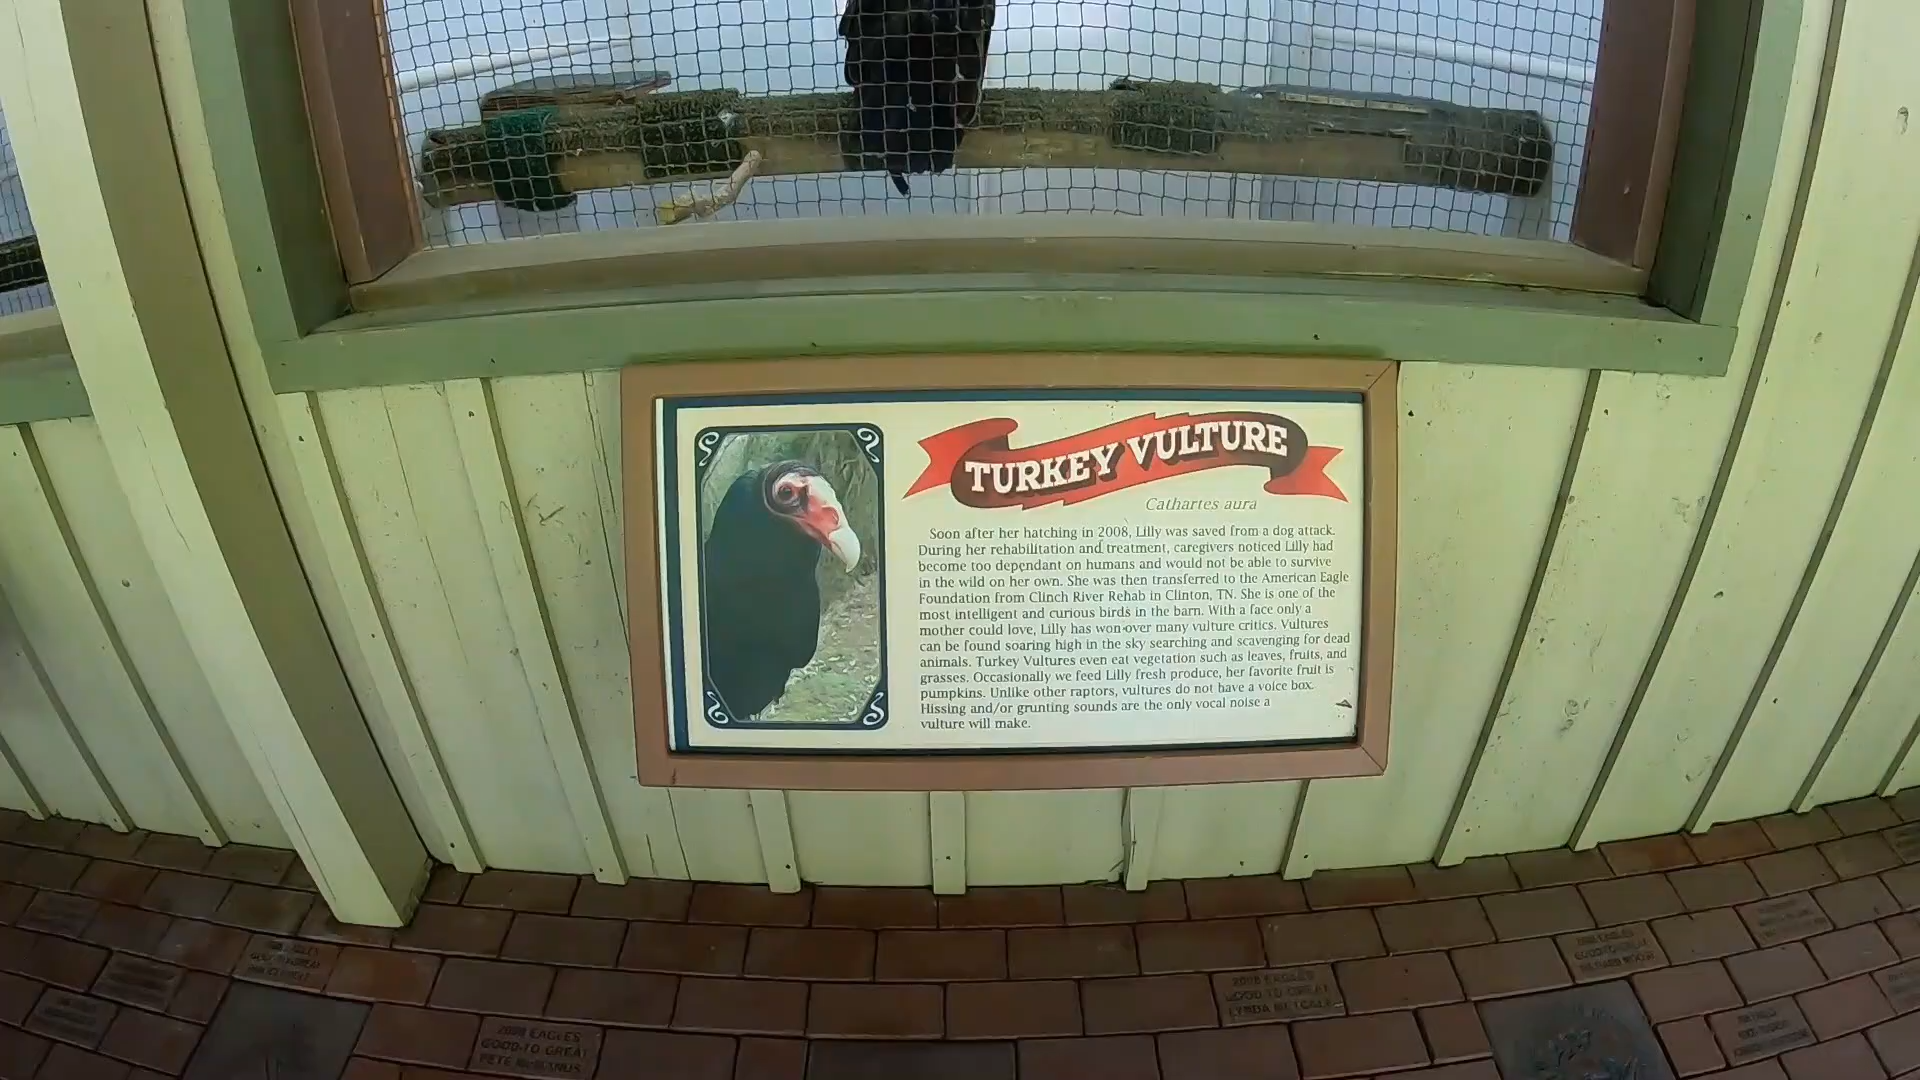 TURKEY VULTURE
Cathartes aura
Soon after her hatching in 2008, Lilly was saved from a dog attack.
During her rehabilitation and treatment, caregivers noticed Lilly had
become too dependant on humans and would not be able to survive
in the wild on her own. She was then transferred to the American Eagle
Foundation from Clinch River Rehab in Clinton, TN. She is one of the
most intelligent and curious birds in the barn. With a face only a
mother could love, Lilly has won over many vulture critics. Vultures
can be found soaring high in the sky searching and scavenging for dead
animals. Turkey Vultures even eat vegetation such as leaves, fruits, and
grasses. Occasionally we feed Lilly fresh produce, her favorite fruit is
pumpkins. Unlike other raptors, vultures do not have a voice box.
Hissing and/or grunting sounds are the only vocal noise a
vulture will make.
2008 EAGLES
GOOD TO GREAT
LYNDA METCALF
2008 EAGLES
GOOD TO GREAT
PETE